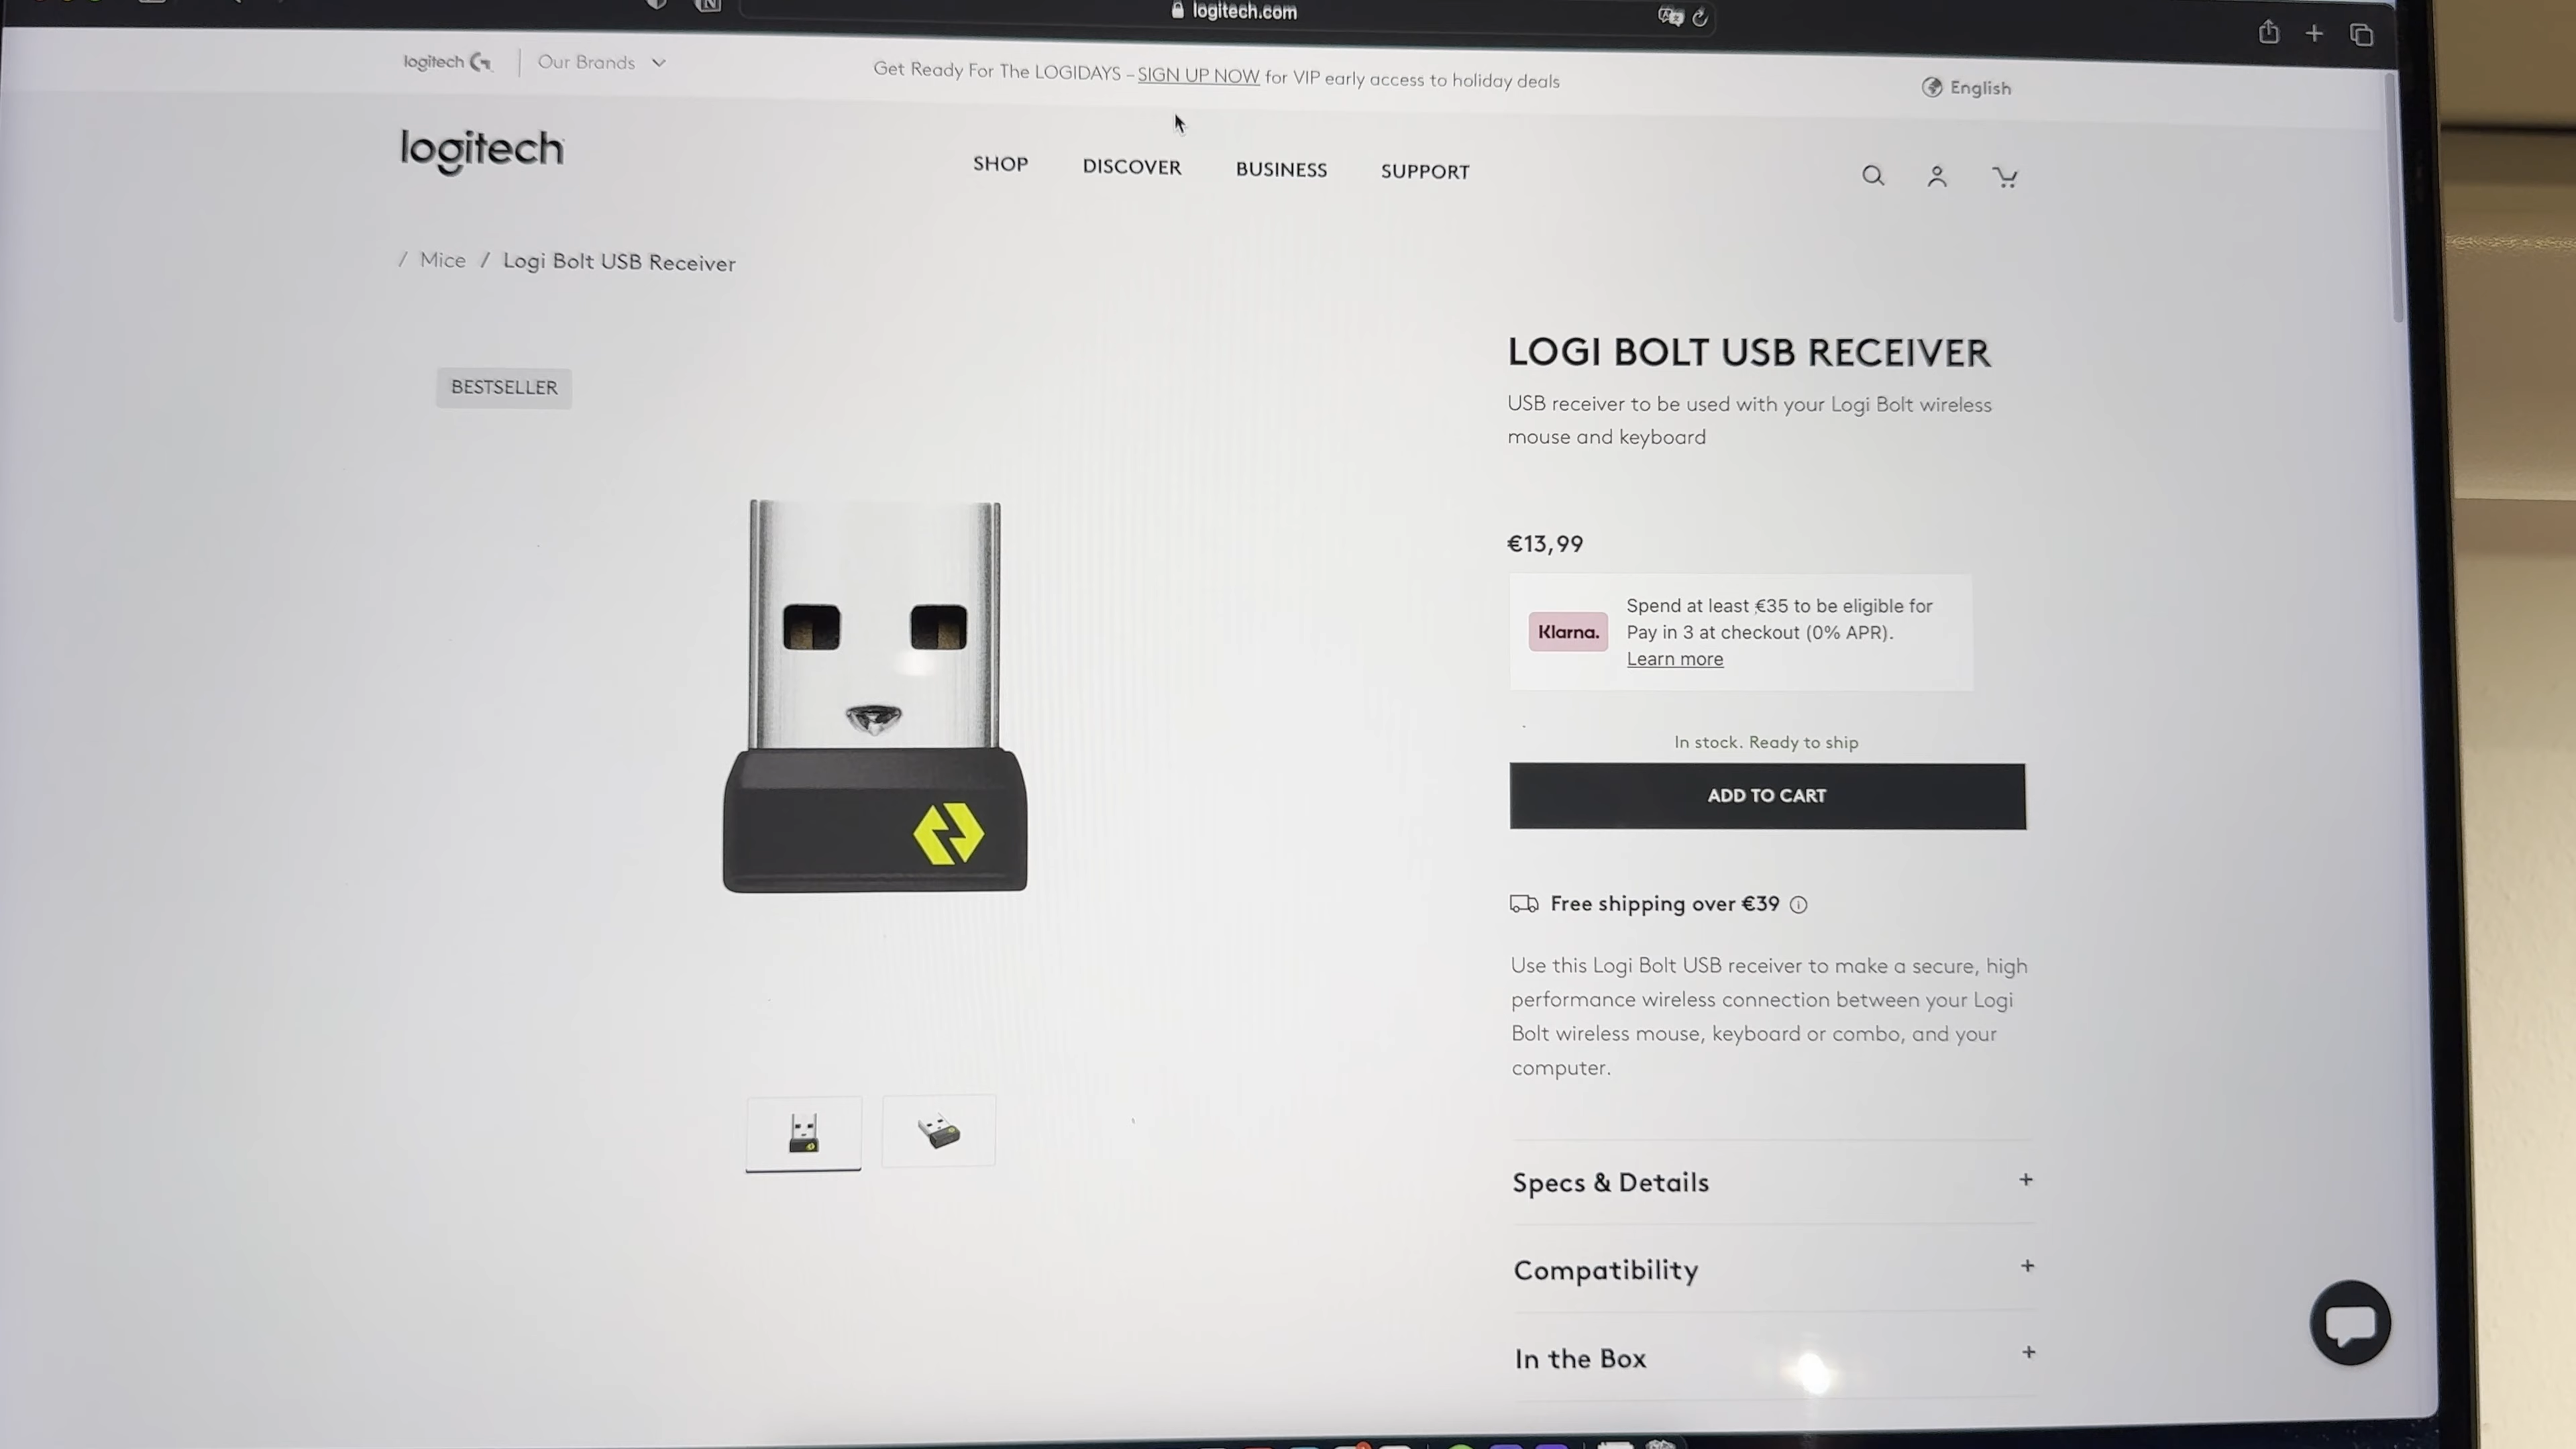 logitech.com
logitech G
Our Brands
Get Ready For The LOGIDAYS – SIGN UP NOW for VIP early access to holiday deals
English
logitech
SHOP DISCOVER BUSINESS SUPPORT
/ Mice / Logi Bolt USB Receiver
BESTSELLER
LOGI BOLT USB RECEIVER
USB receiver to be used with your Logi Bolt wireless
mouse and keyboard
€13,99
Klarna.
Spend at least €35 to be eligible for
Pay in 3 at checkout (0% APR).
Learn more
In stock. Ready to ship
ADD TO CART
Free shipping over €39
Use this Logi Bolt USB receiver to make a secure, high
performance wireless connection between your Logi
Bolt wireless mouse, keyboard or combo, and your
computer.
Specs & Details +
Compatibility +
In the Box +